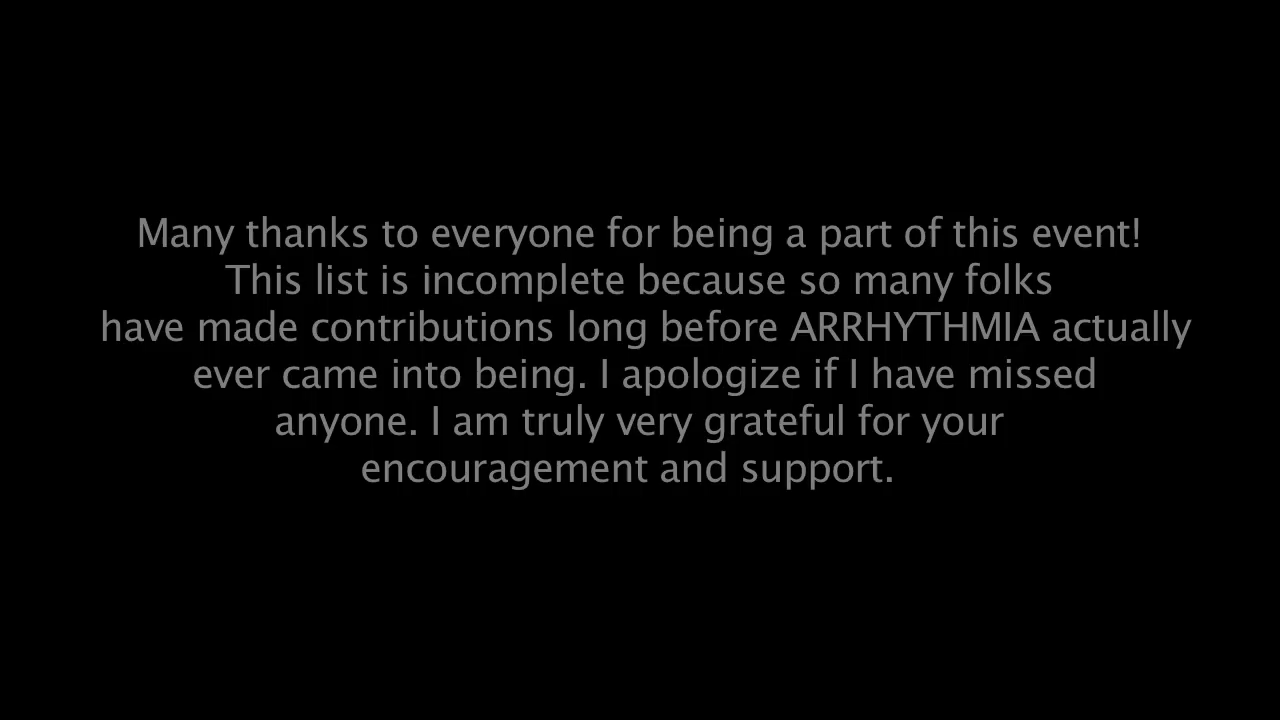 Many thanks to everyone for being a part of this event!
This list is incomplete because so many folks
have made contributions long before ARRHYTHMIA actually
ever came into being. I apologize if I have missed
anyone. I am truly very grateful for your
encouragement and support.